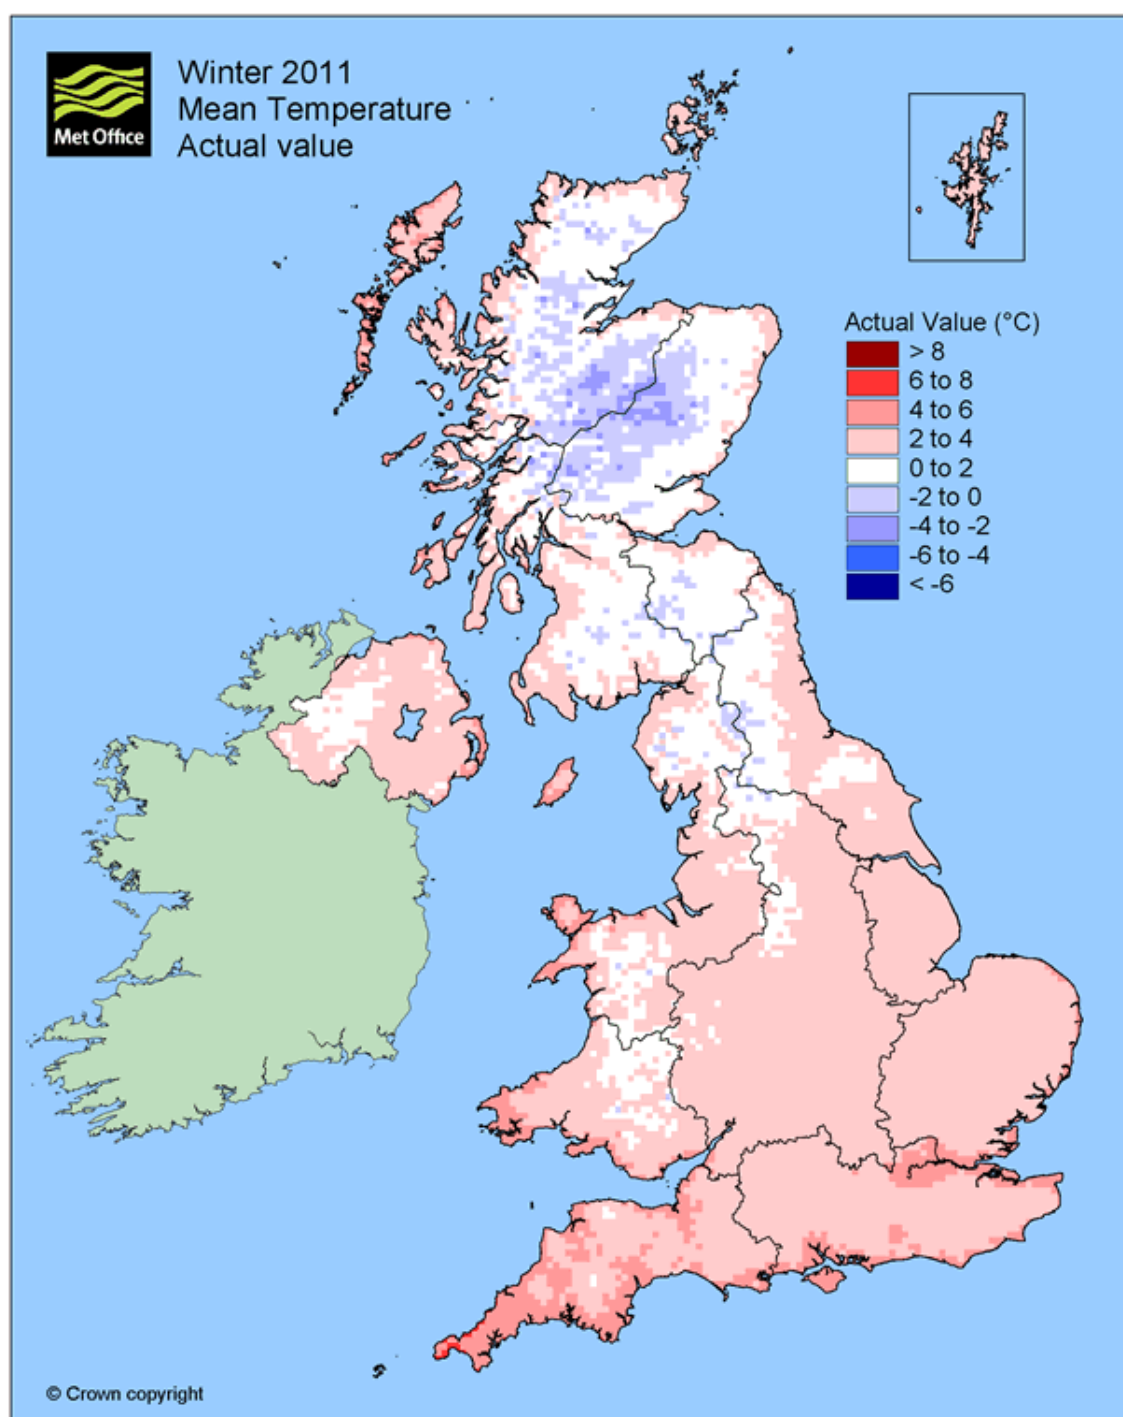 Winter 2011
Mean Temperature
Actual value
Met Office
Actual Value (°C)
> 8
6 to 8
4 to 6
2 to 4
0 to 2
-2 to 0
-4 to -2
-6 to -4
< -6
© Crown copyright